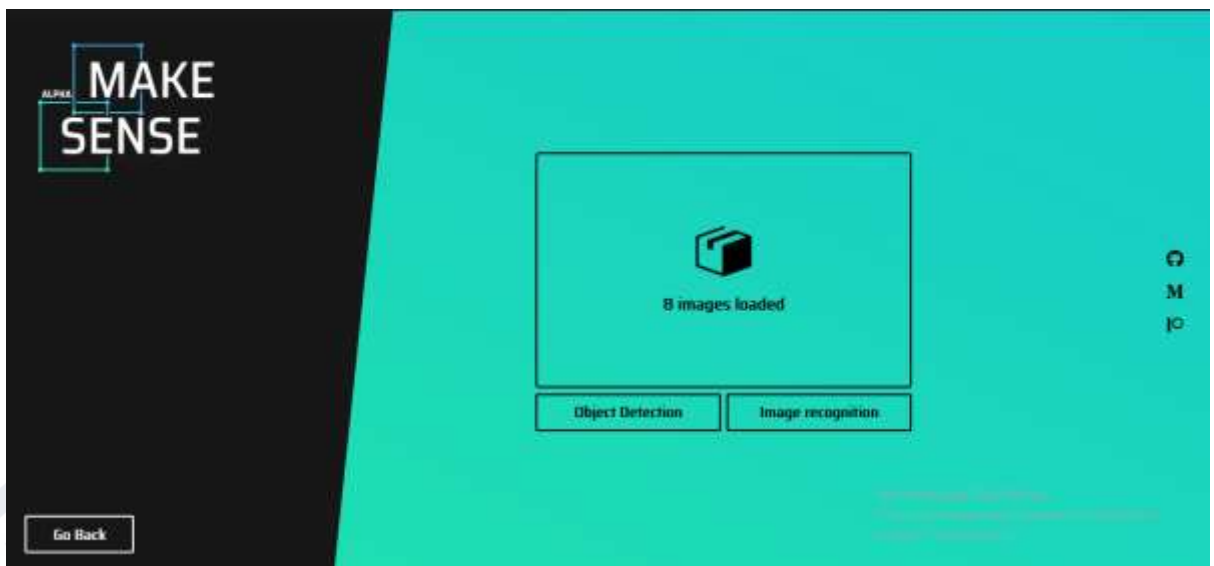 MAKE
ALPHA
SENSE
8 images loaded
Object Detection
Image recognition
Go Back